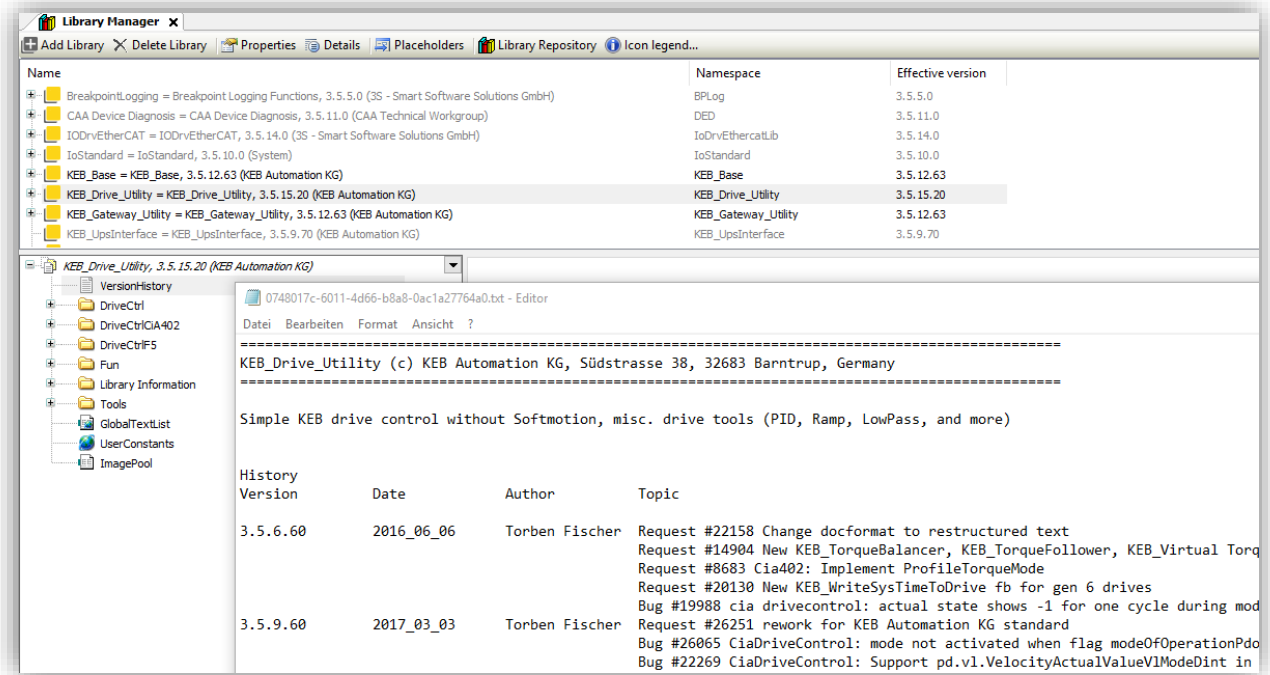 Library Manager
Add Library Delete Library Properties Details Placeholders Library Repository Icon legend...
Name Namespace Effective version
BreakpointLogging = Breakpoint Logging Functions, 3.5.5.0 (3S - Smart Software Solutions GmbH) BPLog 3.5.5.0
CAA Device Diagnosis = CAA Device Diagnosis, 3.5.11.0 (CAA Technical Workgroup) DED 3.5.11.0
IODrvEtherCAT = IODrvEtherCAT, 3.5.14.0 (3S - Smart Software Solutions GmbH) IoDrvEthercatLib 3.5.14.0
IoStandard = IoStandard, 3.5.10.0 (System) IoStandard 3.5.10.0
KEB_Base = KEB_Base, 3.5.12.63 (KEB Automation KG) KEB_Base 3.5.12.63
KEB_Drive_Utility = KEB_Drive_Utility, 3.5.15.20 (KEB Automation KG) KEB_Drive_Utility 3.5.15.20
KEB_Gateway_Utility = KEB_Gateway_Utility, 3.5.12.63 (KEB Automation KG) KEB_Gateway_Utility 3.5.12.63
KEB_UpsInterface = KEB_UpsInterface, 3.5.9.70 (KEB Automation KG) KEB_UpsInterface 3.5.9.70
KEB_Drive_Utility, 3.5.15.20 (KEB Automation KG)
VersionHistory
DriveCtrl
DriveCtrlCiA402
DriveCtrlF5
Fun
Library Information
Tools
GlobalTextList
UserConstants
ImagePool
0748017c-6011-4d66-b8a8-0ac1a27764a0.txt - Editor
Datei Bearbeiten Format Ansicht ?
====================================================================================================
KEB_Drive_Utility (c) KEB Automation KG, Südstrasse 38, 32683 Barntrup, Germany
====================================================================================================
Simple KEB drive control without Softmotion, misc. drive tools (PID, Ramp, LowPass, and more)
History
Version Date Author Topic
3.5.6.60 2016_06_06 Torben Fischer Request #22158 Change docformat to restructured text
Request #14904 New KEB_TorqueBalancer, KEB_TorqueFollower, KEB_Virtual Torq
Request #8683 Cia402: Implement ProfileTorqueMode
Request #20130 New KEB_WriteSysTimeToDrive fb for gen 6 drives
Bug #19988 cia drivecontrol: actual state shows -1 for one cycle during mod
3.5.9.60 2017_03_03 Torben Fischer Request #26251 rework for KEB Automation KG standard
Bug #26065 CiaDriveControl: mode not activated when flag modeOfOperationPdo
Bug #22269 CiaDriveControl: Support pd.vl.VelocityActualValueVlModeDint in